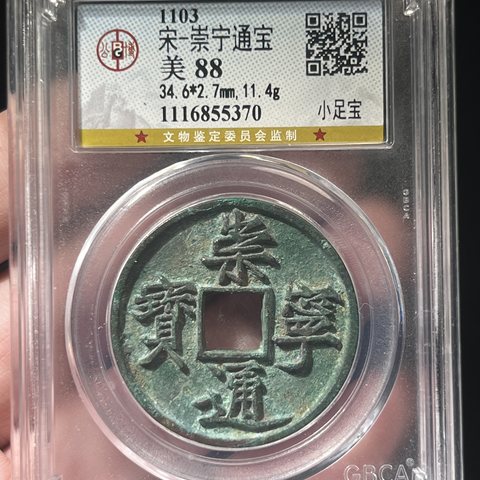 1103
宋-崇宁通宝
美 88
34.6*2.7mm,11.4g
1116855370
小足宝
★ 文物鉴定委员会监制 ★
崇
寶 寧
通
GBCA